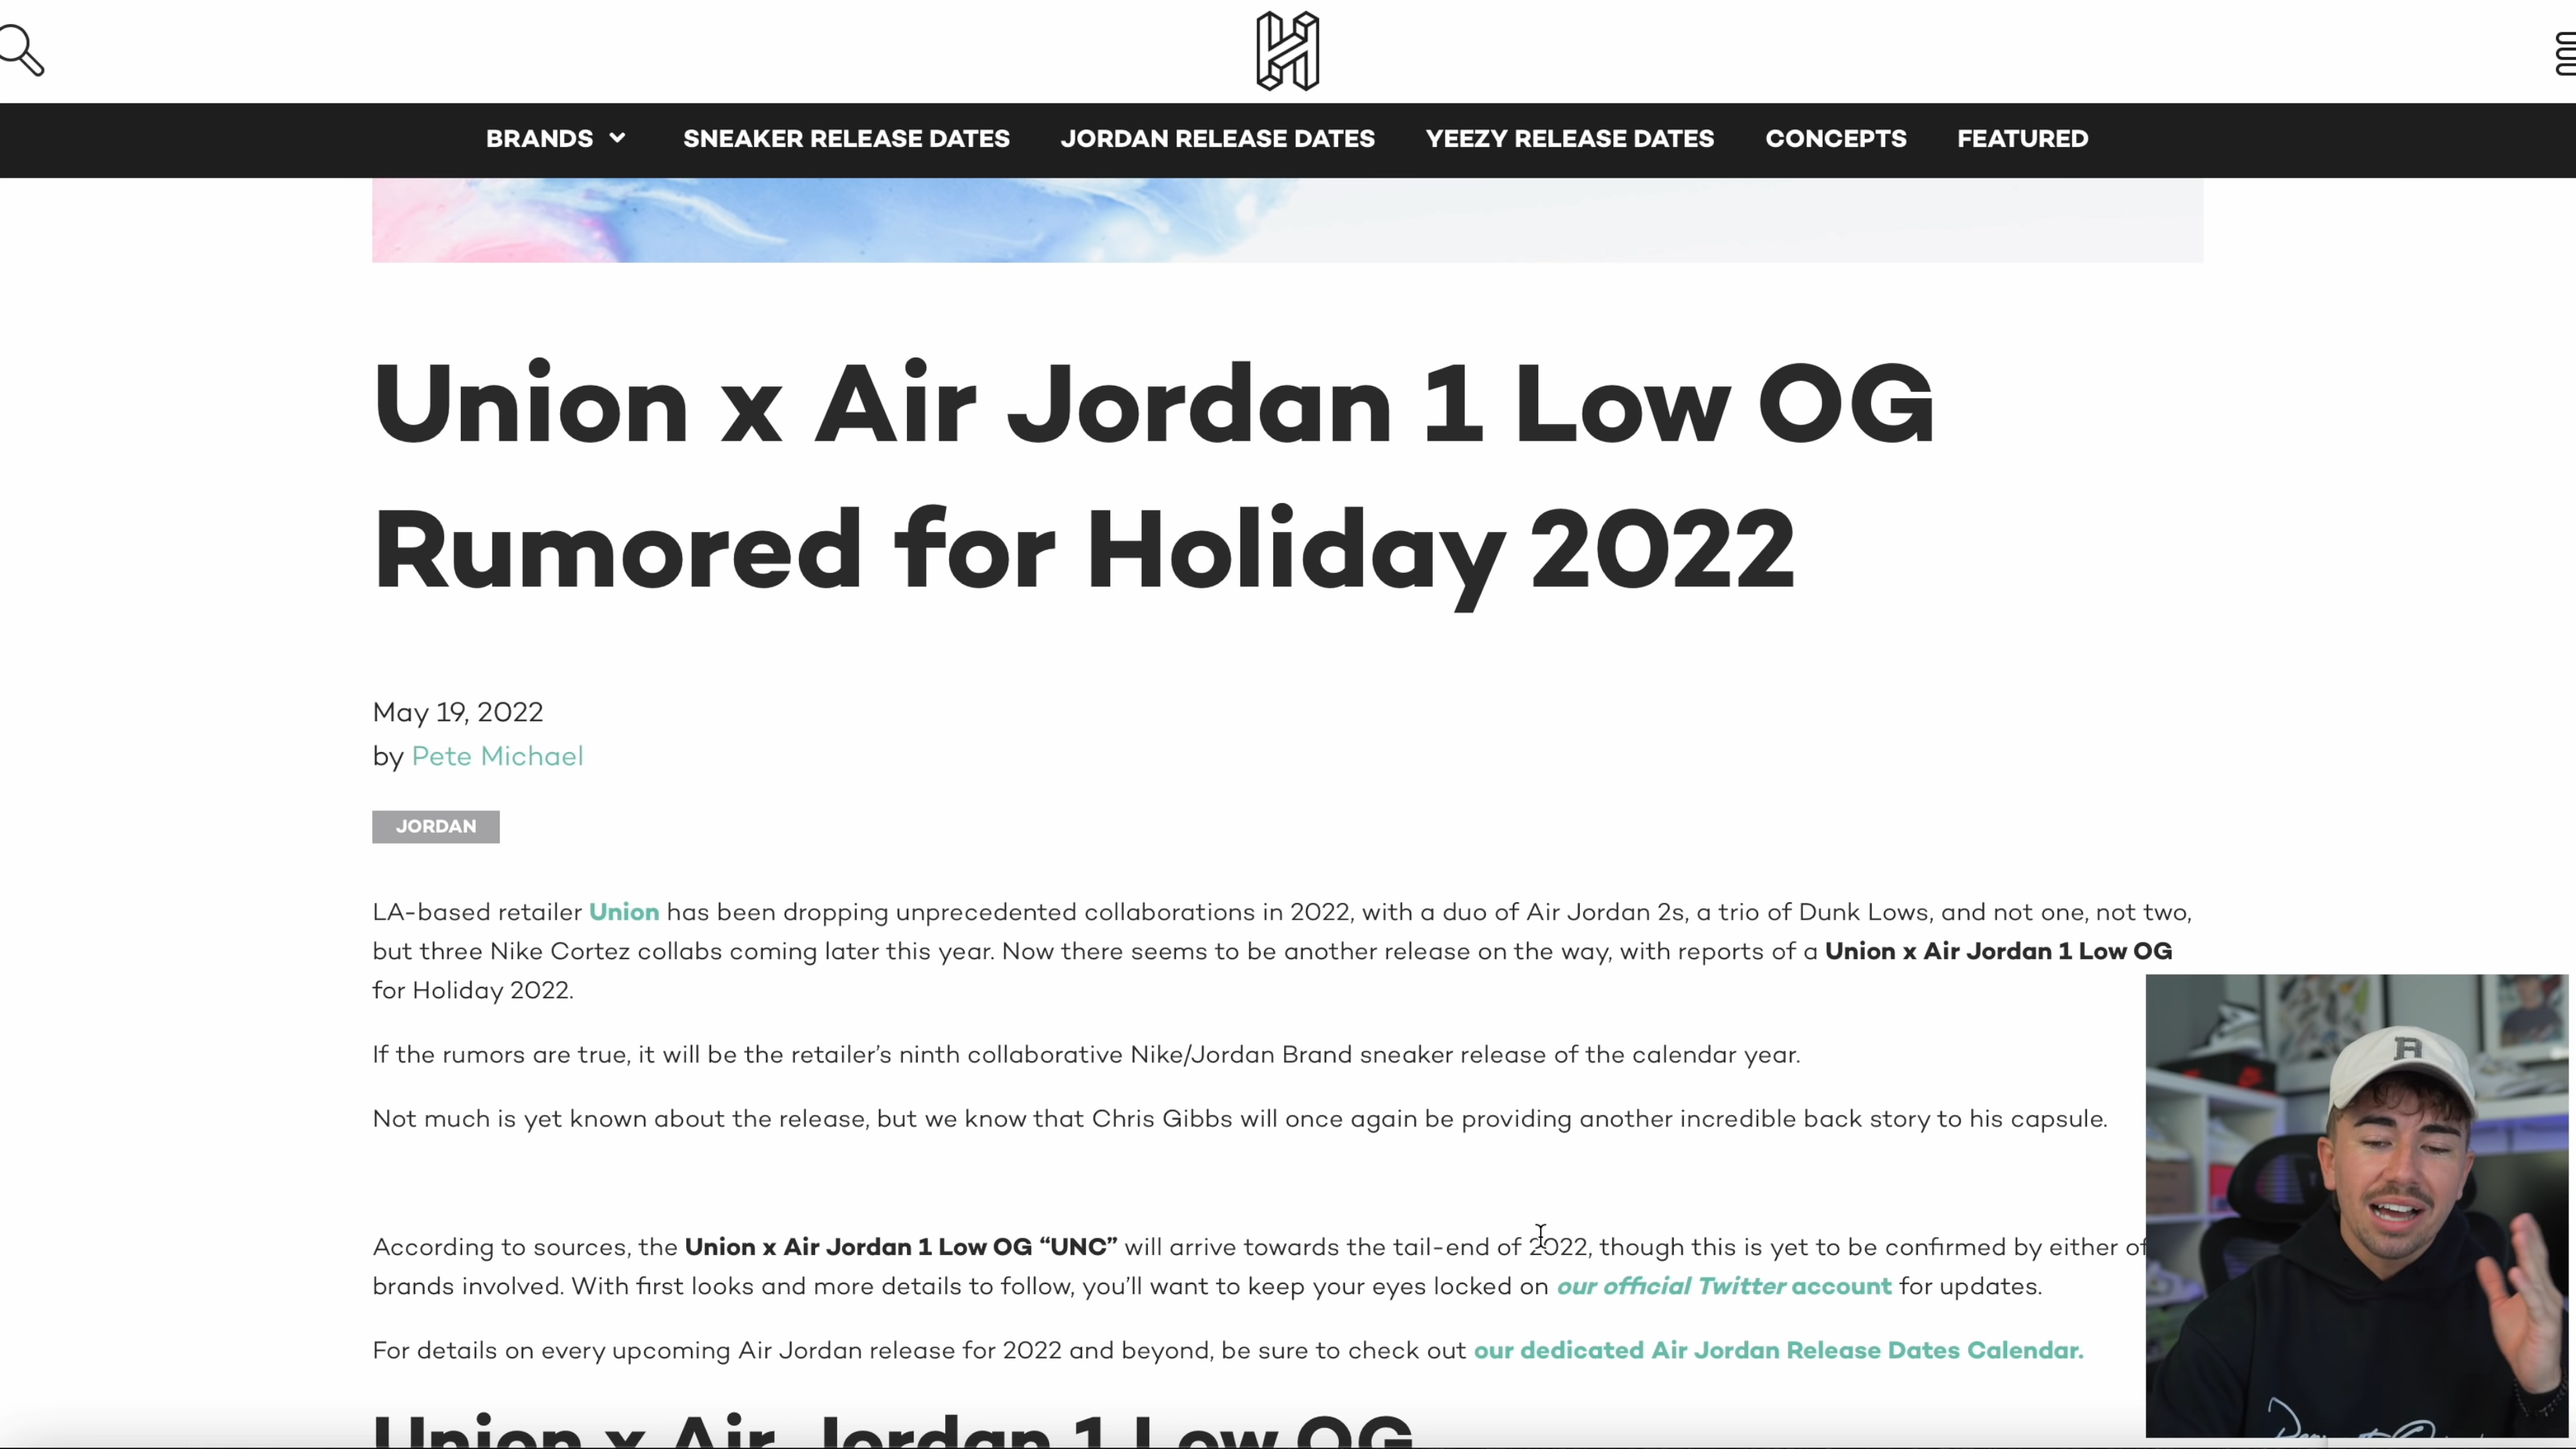 BRANDS SNEAKER RELEASE DATES JORDAN RELEASE DATES YEEZY RELEASE DATES CONCEPTS FEATURED
Union x Air Jordan 1 Low OG
Rumored for Holiday 2022
May 19, 2022
by Pete Michael
JORDAN
LA-based retailer Union has been dropping unprecedented collaborations in 2022, with a duo of Air Jordan 2s, a trio of Dunk Lows, and not one, not two,
but three Nike Cortez collabs coming later this year. Now there seems to be another release on the way, with reports of a Union x Air Jordan 1 Low OG
for Holiday 2022.
If the rumors are true, it will be the retailer’s ninth collaborative Nike/Jordan Brand sneaker release of the calendar year.
Not much is yet known about the release, but we know that Chris Gibbs will once again be providing another incredible back story to his capsule.
According to sources, the Union x Air Jordan 1 Low OG “UNC” will arrive towards the tail-end of 2022, though this is yet to be confirmed by either of
brands involved. With first looks and more details to follow, you’ll want to keep your eyes locked on our official Twitter account for updates.
For details on every upcoming Air Jordan release for 2022 and beyond, be sure to check out our dedicated Air Jordan Release Dates Calendar.
Union x Air Jordan 1 Low OG